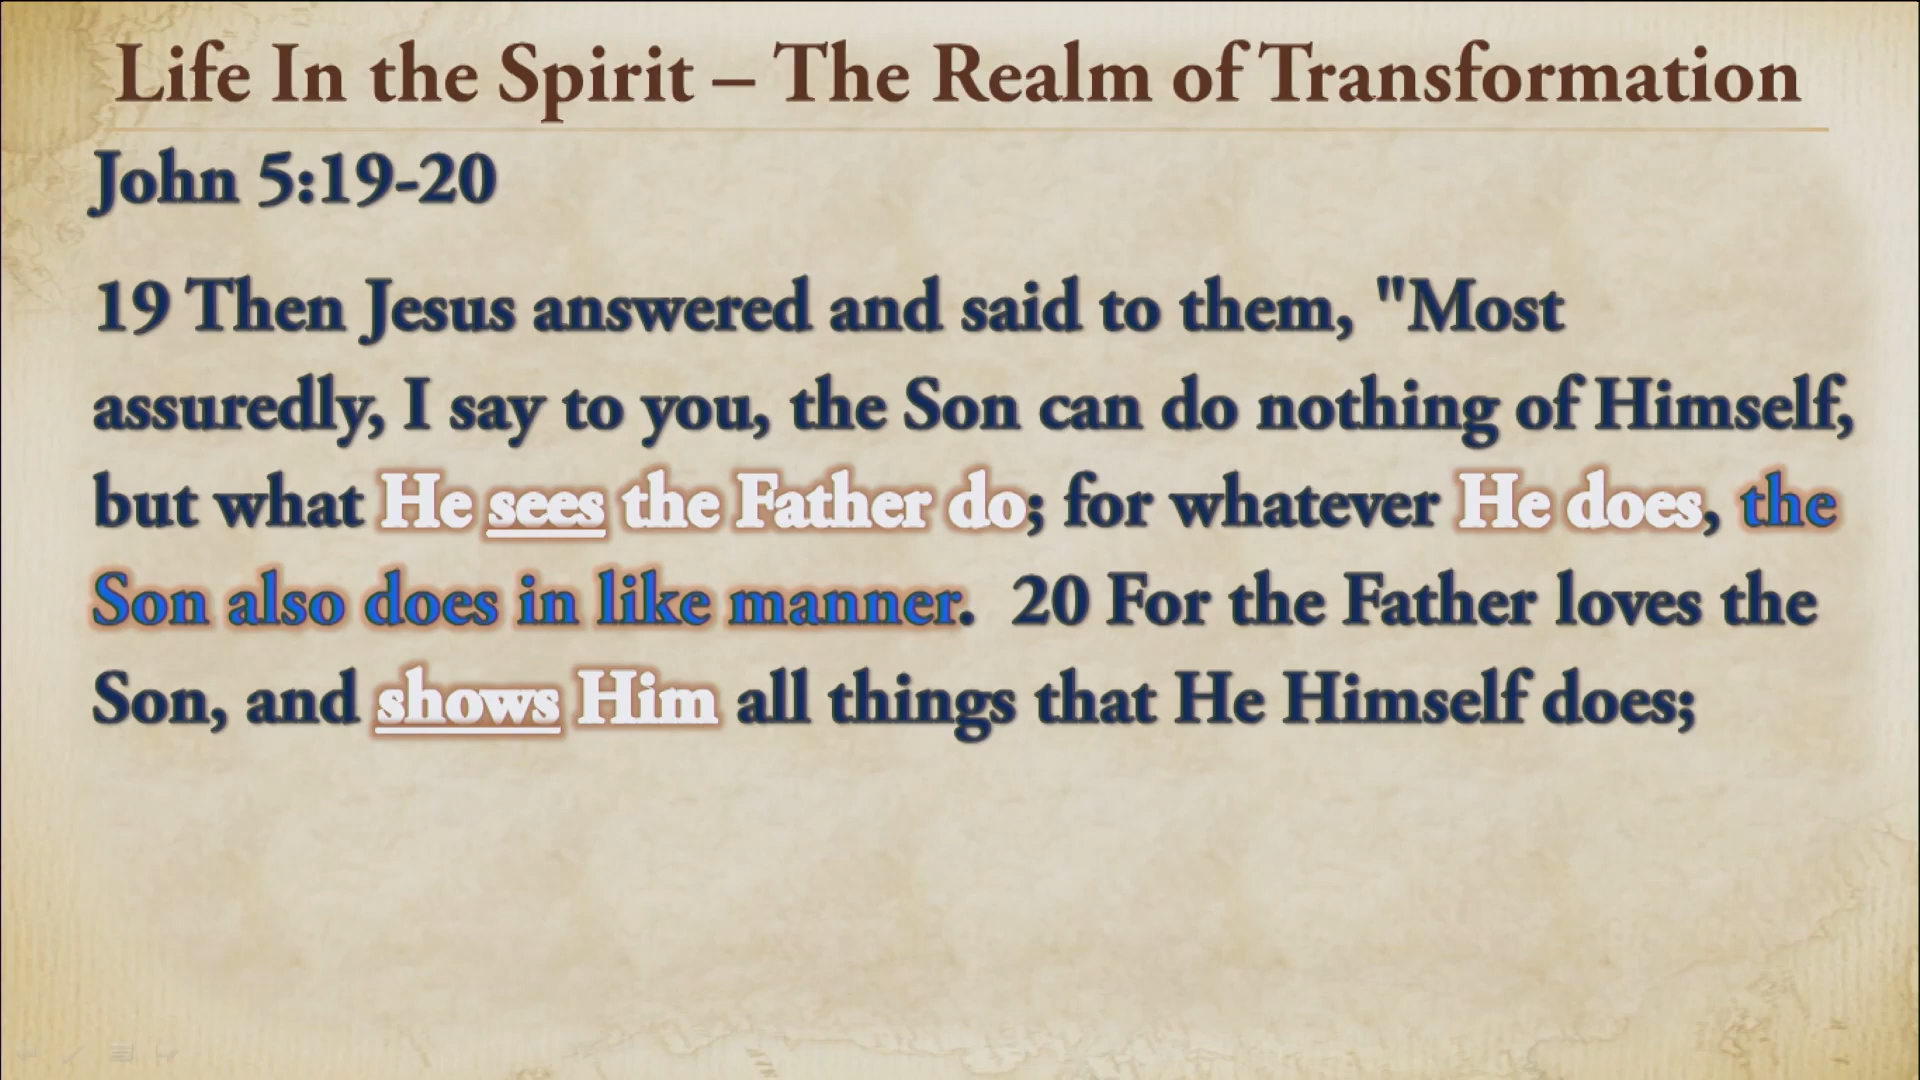 Life In the Spirit – The Realm of Transformation
John 5:19-20
19 Then Jesus answered and said to them, "Most
assuredly, I say to you, the Son can do nothing of Himself,
but what He sees the Father do; for whatever He does, the
Son also does in like manner.  20 For the Father loves the
Son, and shows Him all things that He Himself does;